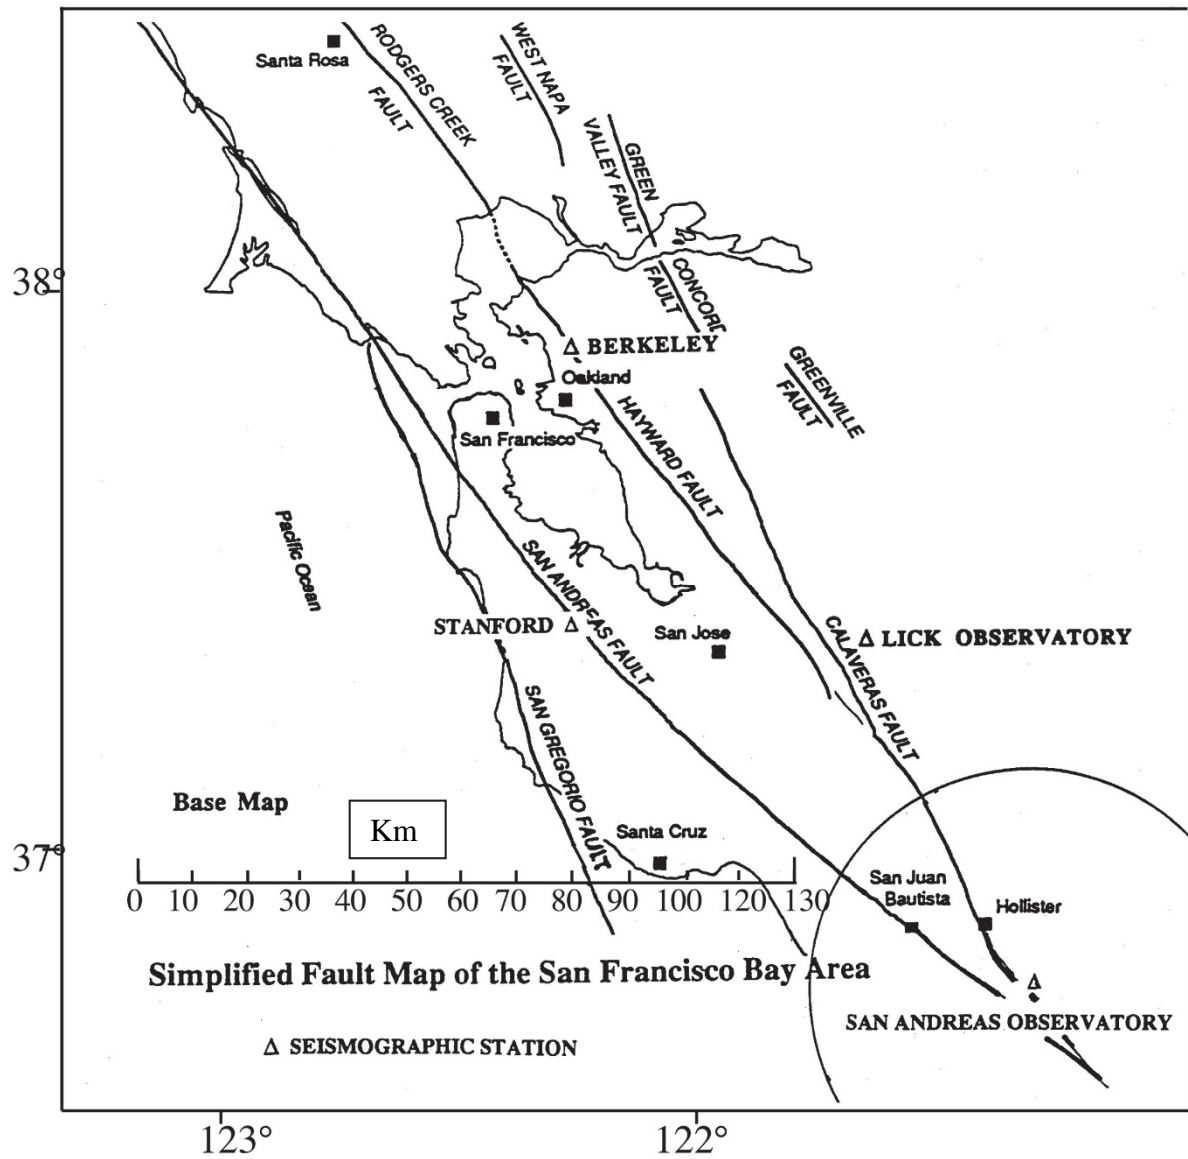 Santa Rosa
RODGERS CREEK
FAULT
WEST NAPA
FAULT
GREEN
VALLEY FAULT
CONCORD
FAULT
38°
Δ BERKELEY
Oakland
GREENVILLE
FAULT
San Francisco
HAYWARD FAULT
Pacific Ocean
SAN ANDREAS FAULT
STANFORD Δ
San Jose
CALAVERAS FAULT
Δ LICK OBSERVATORY
SAN GREGORIO FAULT
Base Map
Km
Santa Cruz
37°
San Juan
Bautista
Hollister
0 10 20 30 40 50 60 70 80 90 100 120 130
Simplified Fault Map of the San Francisco Bay Area
Δ
SAN ANDREAS OBSERVATORY
Δ SEISMOGRAPHIC STATION
123°
122°